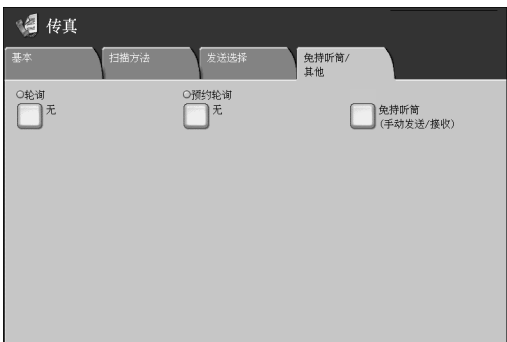 传真
基本
扫描方法
发送选择
免持听筒/
其他
轮询
无
预约轮询
无
免持听筒
(手动发送/接收)